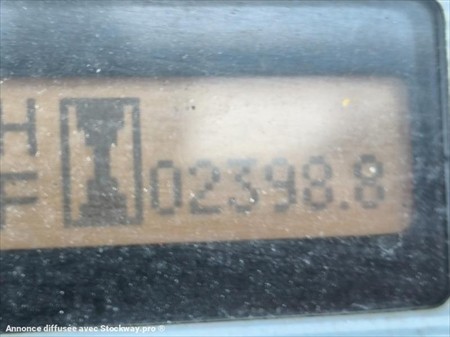 H
F 02398.8
Annonce diffusée avec Stockway.pro ®